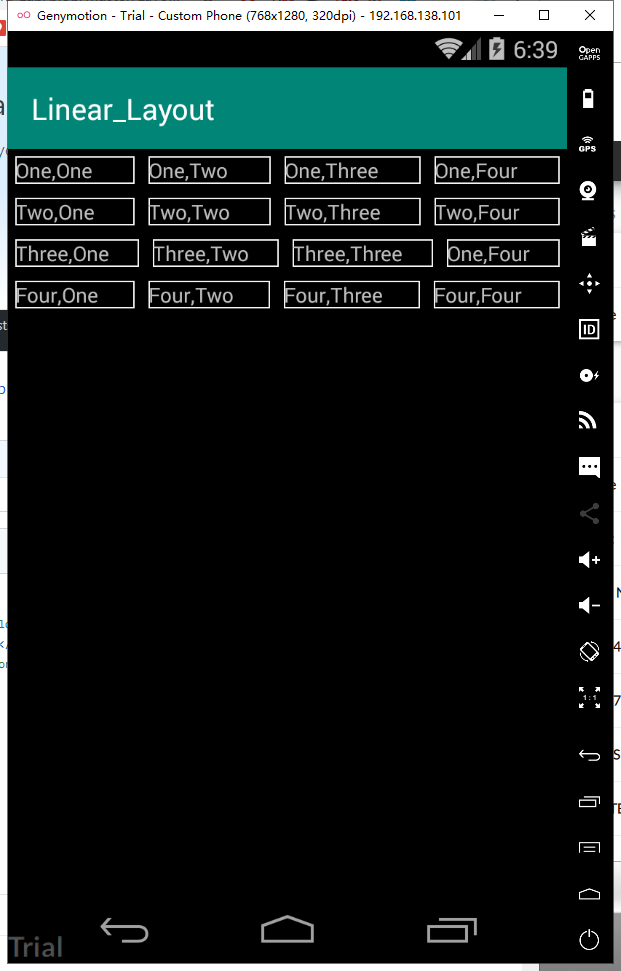 Genymotion - Trial - Custom Phone (768x1280, 320dpi) - 192.168.138.101
6:39
Open
GAPPS
Linear_Layout
GPS
One,One One,Two One,Three One,Four
Two,One Two,Two Two,Three Two,Four
Three,One Three,Two Three,Three One,Four
Four,One Four,Two Four,Three Four,Four
ID
1:1
Trial